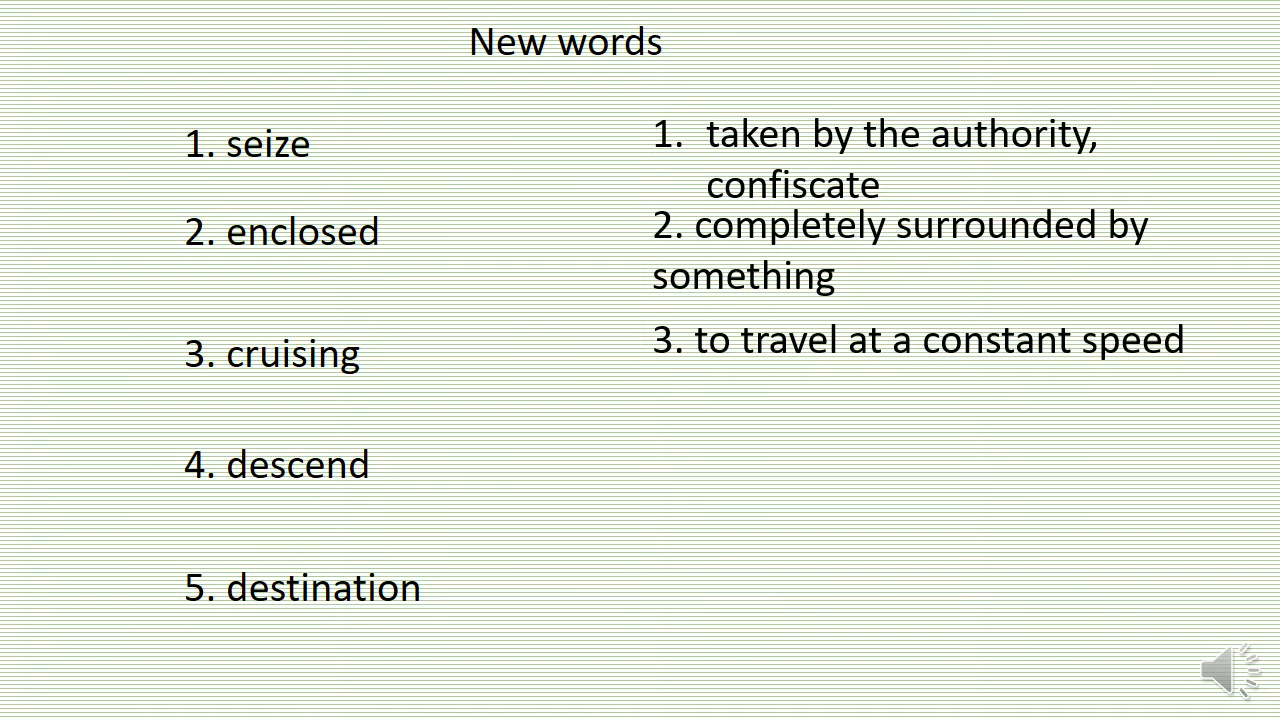 New words
1. seize
2. enclosed
3. cruising
4. descend
5. destination
1. taken by the authority,
confiscate
2. completely surrounded by
something
3. to travel at a constant speed